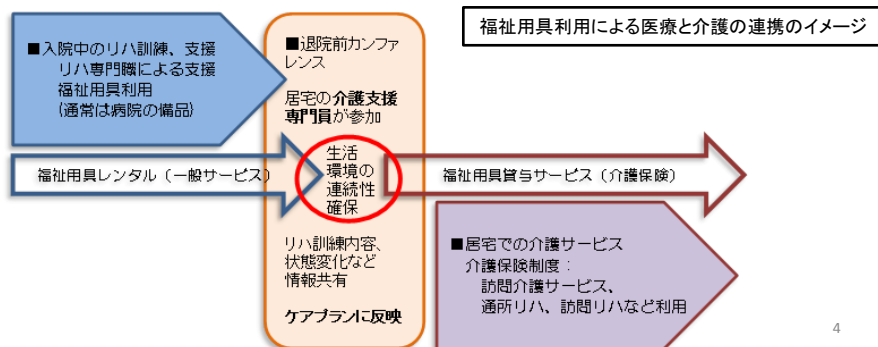 福祉用具利用による医療と介護の連携のイメージ
■入院中のリハ訓練、支援
リハ専門職による支援
福祉用具利用
(通常は病院の備品)
■退院前カンファ
レンス
居宅の介護支援
専門員が参加
生活
環境の
連続性
確保
福祉用具レンタル（一般サービス）
福祉用具貸与サービス（介護保険）
リハ訓練内容、
状態変化など
情報共有
ケアプランに反映
■居宅での介護サービス
介護保険制度：
訪問介護サービス、
通所リハ、訪問リハなど利用
4